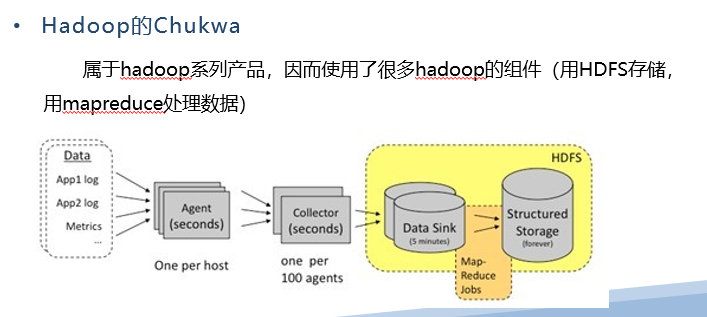 • Hadoop的Chukwa
属于hadoop系列产品，因而使用了很多hadoop的组件（用HDFS存储，
用mapreduce处理数据）
Data
App1 log
App2 log
Metrics
...
Agent
(seconds)
One per host
Collector
(seconds)
one per
100 agents
HDFS
Data Sink
(5 minutes)
Map-
Reduce
Jobs
Structured
Storage
(forever)